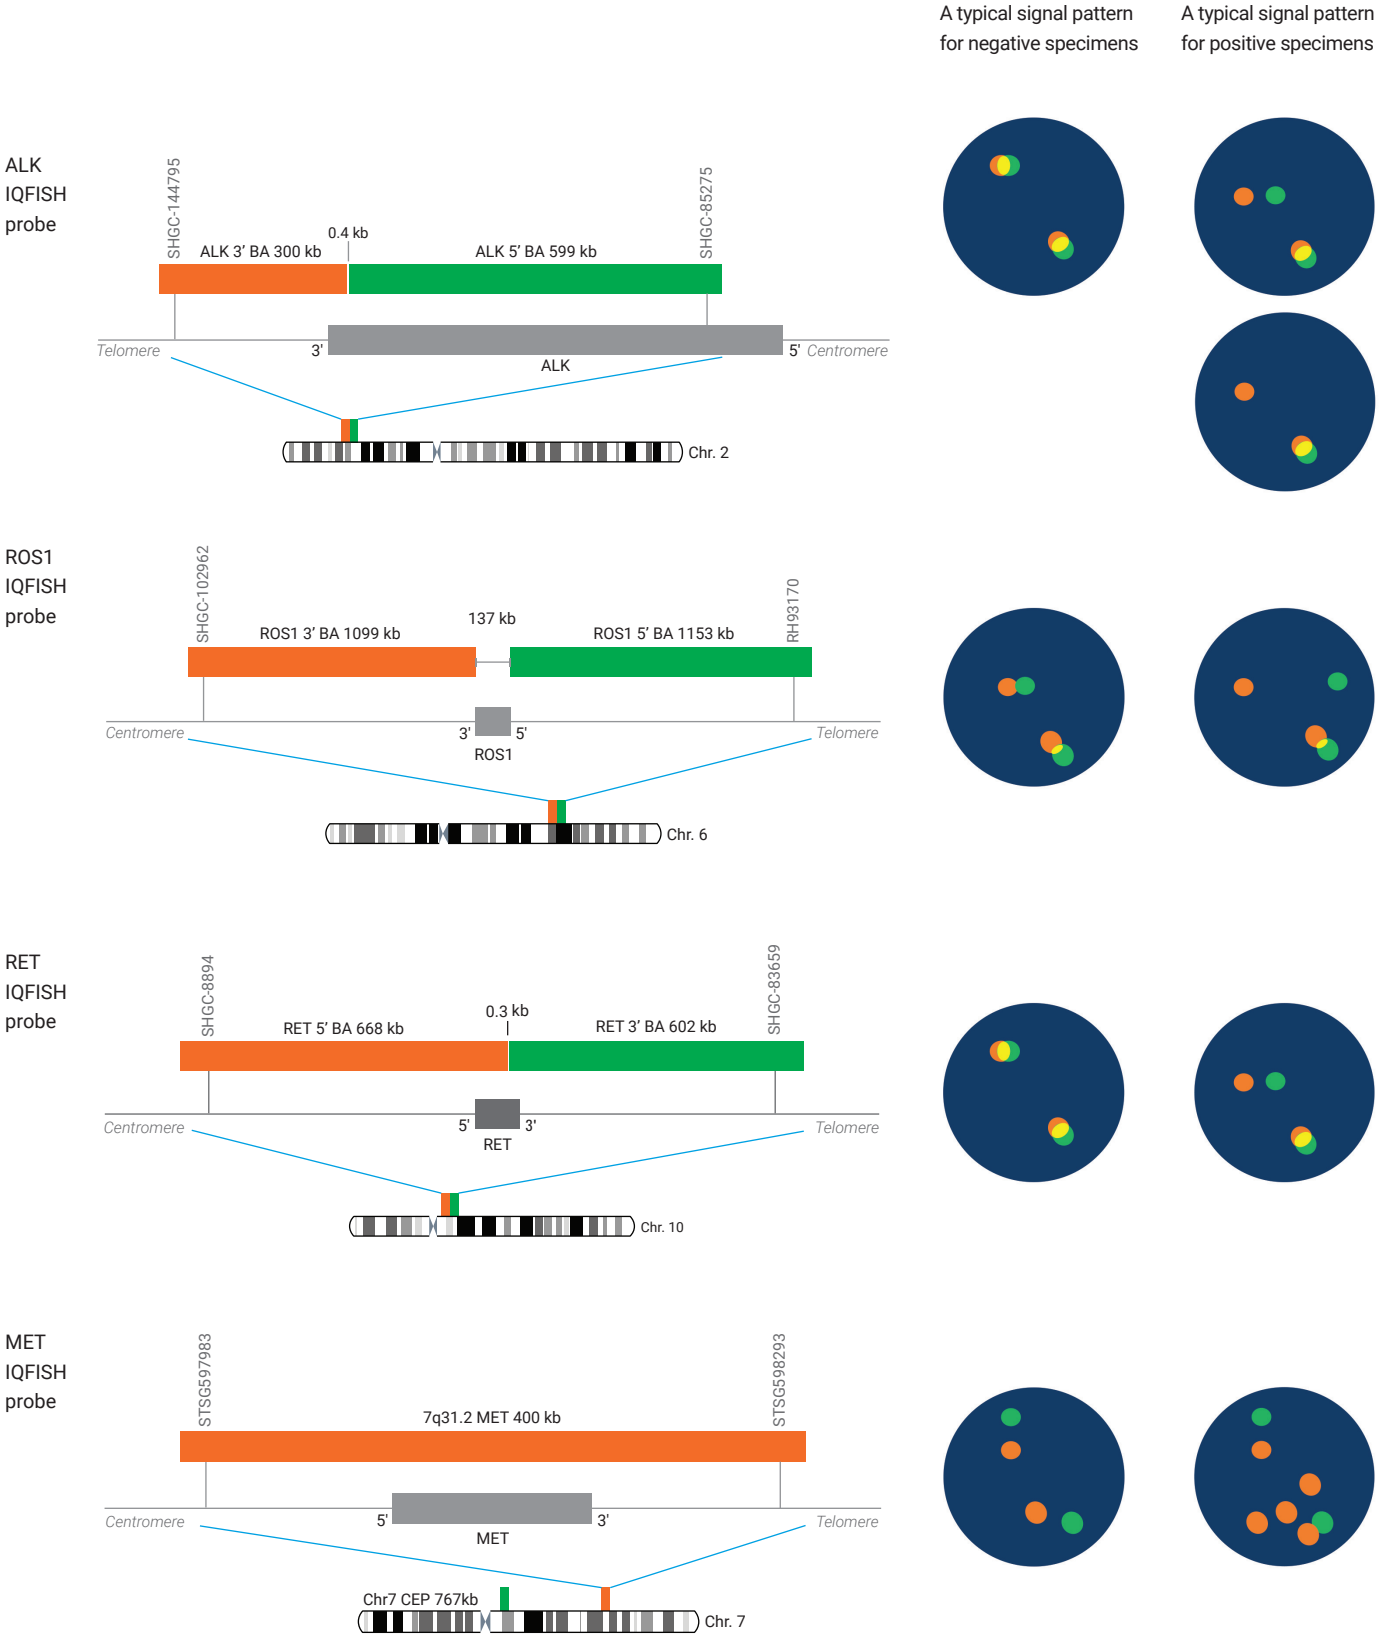 A typical signal pattern
for negative specimens
A typical signal pattern
for positive specimens
ALK
IQFISH
probe
SHGC-144795
SHGC-85275
0.4 kb
ALK 3’ BA 300 kb
ALK 5’ BA 599 kb
Telomere
3'
ALK
5'
Centromere
Chr. 2
ROS1
IQFISH
probe
SHGC-102962
RH93170
137 kb
ROS1 3’ BA 1099 kb
ROS1 5’ BA 1153 kb
Centromere
3'
5'
Telomere
ROS1
Chr. 6
RET
IQFISH
probe
SHGC-8894
SHGC-83659
0.3 kb
RET 5’ BA 668 kb
RET 3’ BA 602 kb
Centromere
5'
3'
Telomere
RET
Chr. 10
MET
IQFISH
probe
STSG597983
STSG598293
7q31.2 MET 400 kb
Centromere
5'
3'
Telomere
MET
Chr7 CEP 767kb
Chr. 7